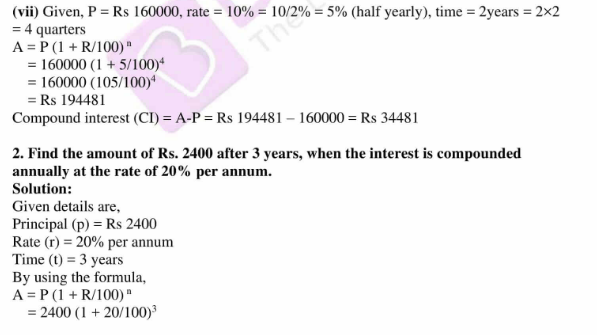 (vii) Given, P = Rs 160000, rate = 10% = 10/2% = 5% (half yearly), time = 2years = 2×2
= 4 quarters
A = P (1 + R/100) ⁿ
= 160000 (1 + 5/100)⁴
= 160000 (105/100)⁴
= Rs 194481
Compound interest (CI) = A-P = Rs 194481 – 160000 = Rs 34481
2. Find the amount of Rs. 2400 after 3 years, when the interest is compounded
annually at the rate of 20% per annum.
Solution:
Given details are,
Principal (p) = Rs 2400
Rate (r) = 20% per annum
Time (t) = 3 years
By using the formula,
A = P (1 + R/100) ⁿ
= 2400 (1 + 20/100)³